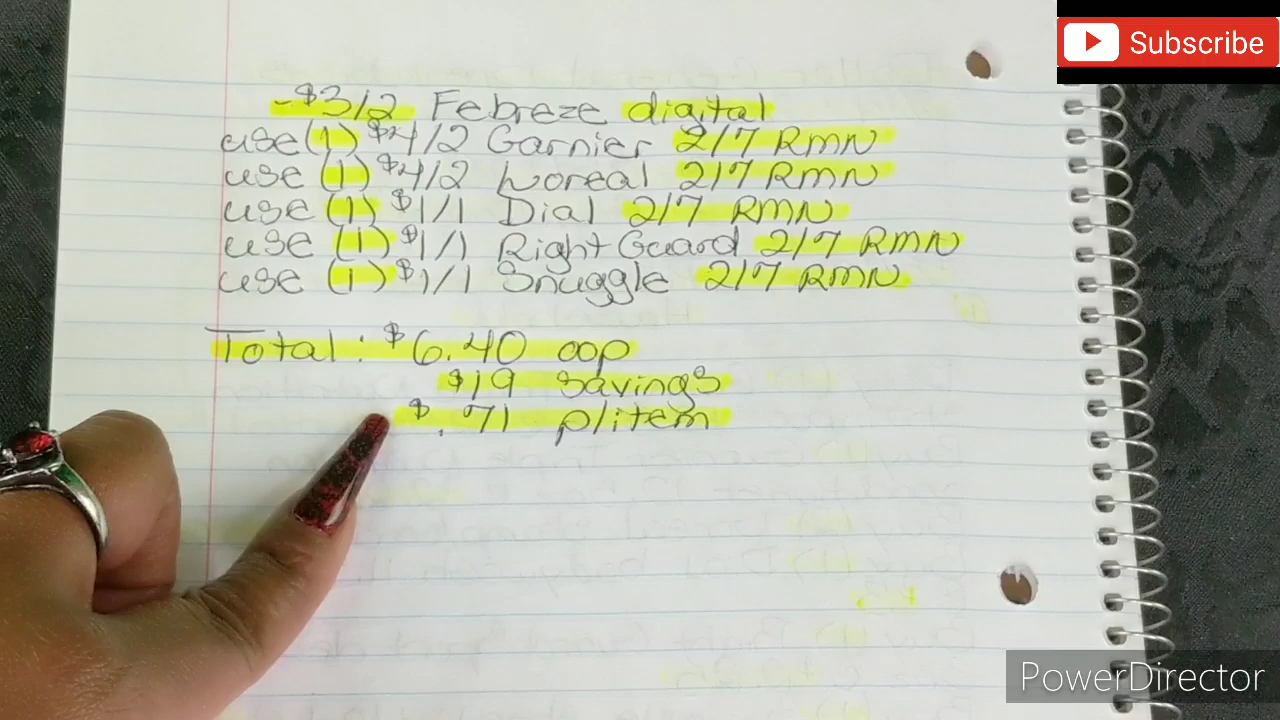 Subscribe
-$3/2 Febreze digital
use (1) $4/2 Garnier 2/7 RMN
use (1) $4/2 Loreal 2/7 RMN
use (1) $1/1 Dial 2/7 RMN
use (1) $1/1 Right Guard 2/7 RMN
use (1) $1/1 Snuggle 2/7 RMN
Total: $6.40 oop
$19 savings
$.71 p/item
PowerDirector